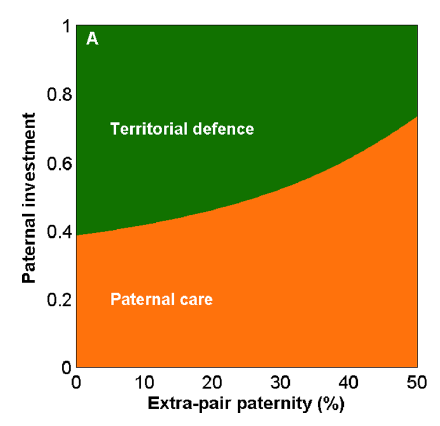 A
1
0.8
0.6
0.4
0.2
0
Paternal investment
Territorial defence
Paternal care
0 10 20 30 40 50
Extra-pair paternity (%)